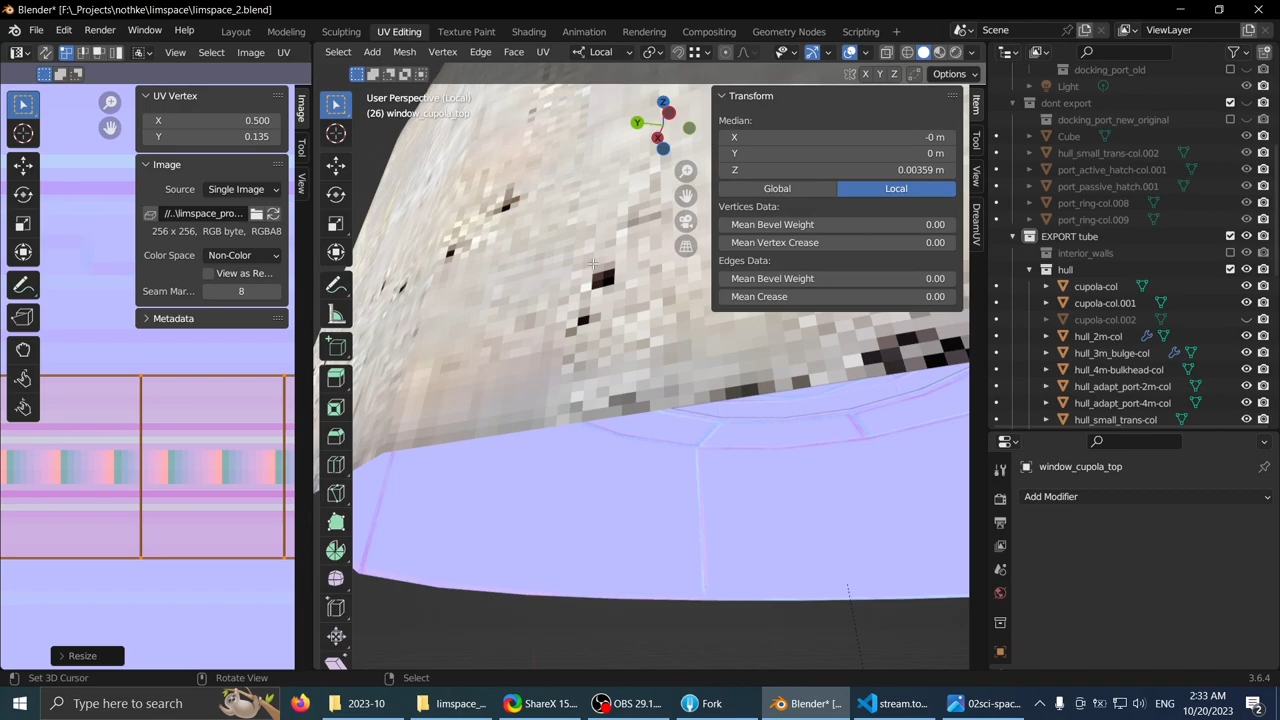 Blender* [F:\_Projects\nothke\limspace\limspace_2.blend]
File Edit Render Window Help Layout Modeling Sculpting UV Editing Texture Paint Shading Animation Rendering Compositing Geometry Nodes Scripting Scene ViewLayer
View Select Image UV Select Add Mesh Vertex Edge Face UV Local
X Y Z Options
UV Vertex
X 0.500
Y 0.135
Image
Source Single Image
//..\limspace_pro...
256 x 256, RGB byte, RGBA8
Color Space Non-Color
View as Re...
Seam Mar... 8
Metadata
Image
Tool
View
Resize
User Perspective (Local)
(26) window_cupola_top
Z
Y
X
Transform
Median:
X -0 m
Y 0 m
Z 0.00359 m
Global Local
Vertices Data:
Mean Bevel Weight 0.00
Mean Vertex Crease 0.00
Edges Data:
Mean Bevel Weight 0.00
Mean Crease 0.00
Item
Tool
View
DreamUV
docking_port_old
Light
dont export
docking_port_new_original
Cube
hull_small_trans-col.002
port_active_hatch-col.001
port_passive_hatch.001
port_ring-col.008
port_ring-col.009
EXPORT tube
interior_walls
hull
cupola-col
cupola-col.001
cupola-col.002
hull_2m-col
hull_3m_bulge-col
hull_4m-bulkhead-col
hull_adapt_port-2m-col
hull_adapt_port-4m-col
hull_small_trans-col
window_cupola_top
Add Modifier
Set 3D Cursor Rotate View Select 3.6.4
Type here to search 2023-10 limspace_... ShareX 15.... OBS 29.1.... Fork Blender* [... stream.to... 02sci-spac... ENG 2:33 AM
10/20/2023 2